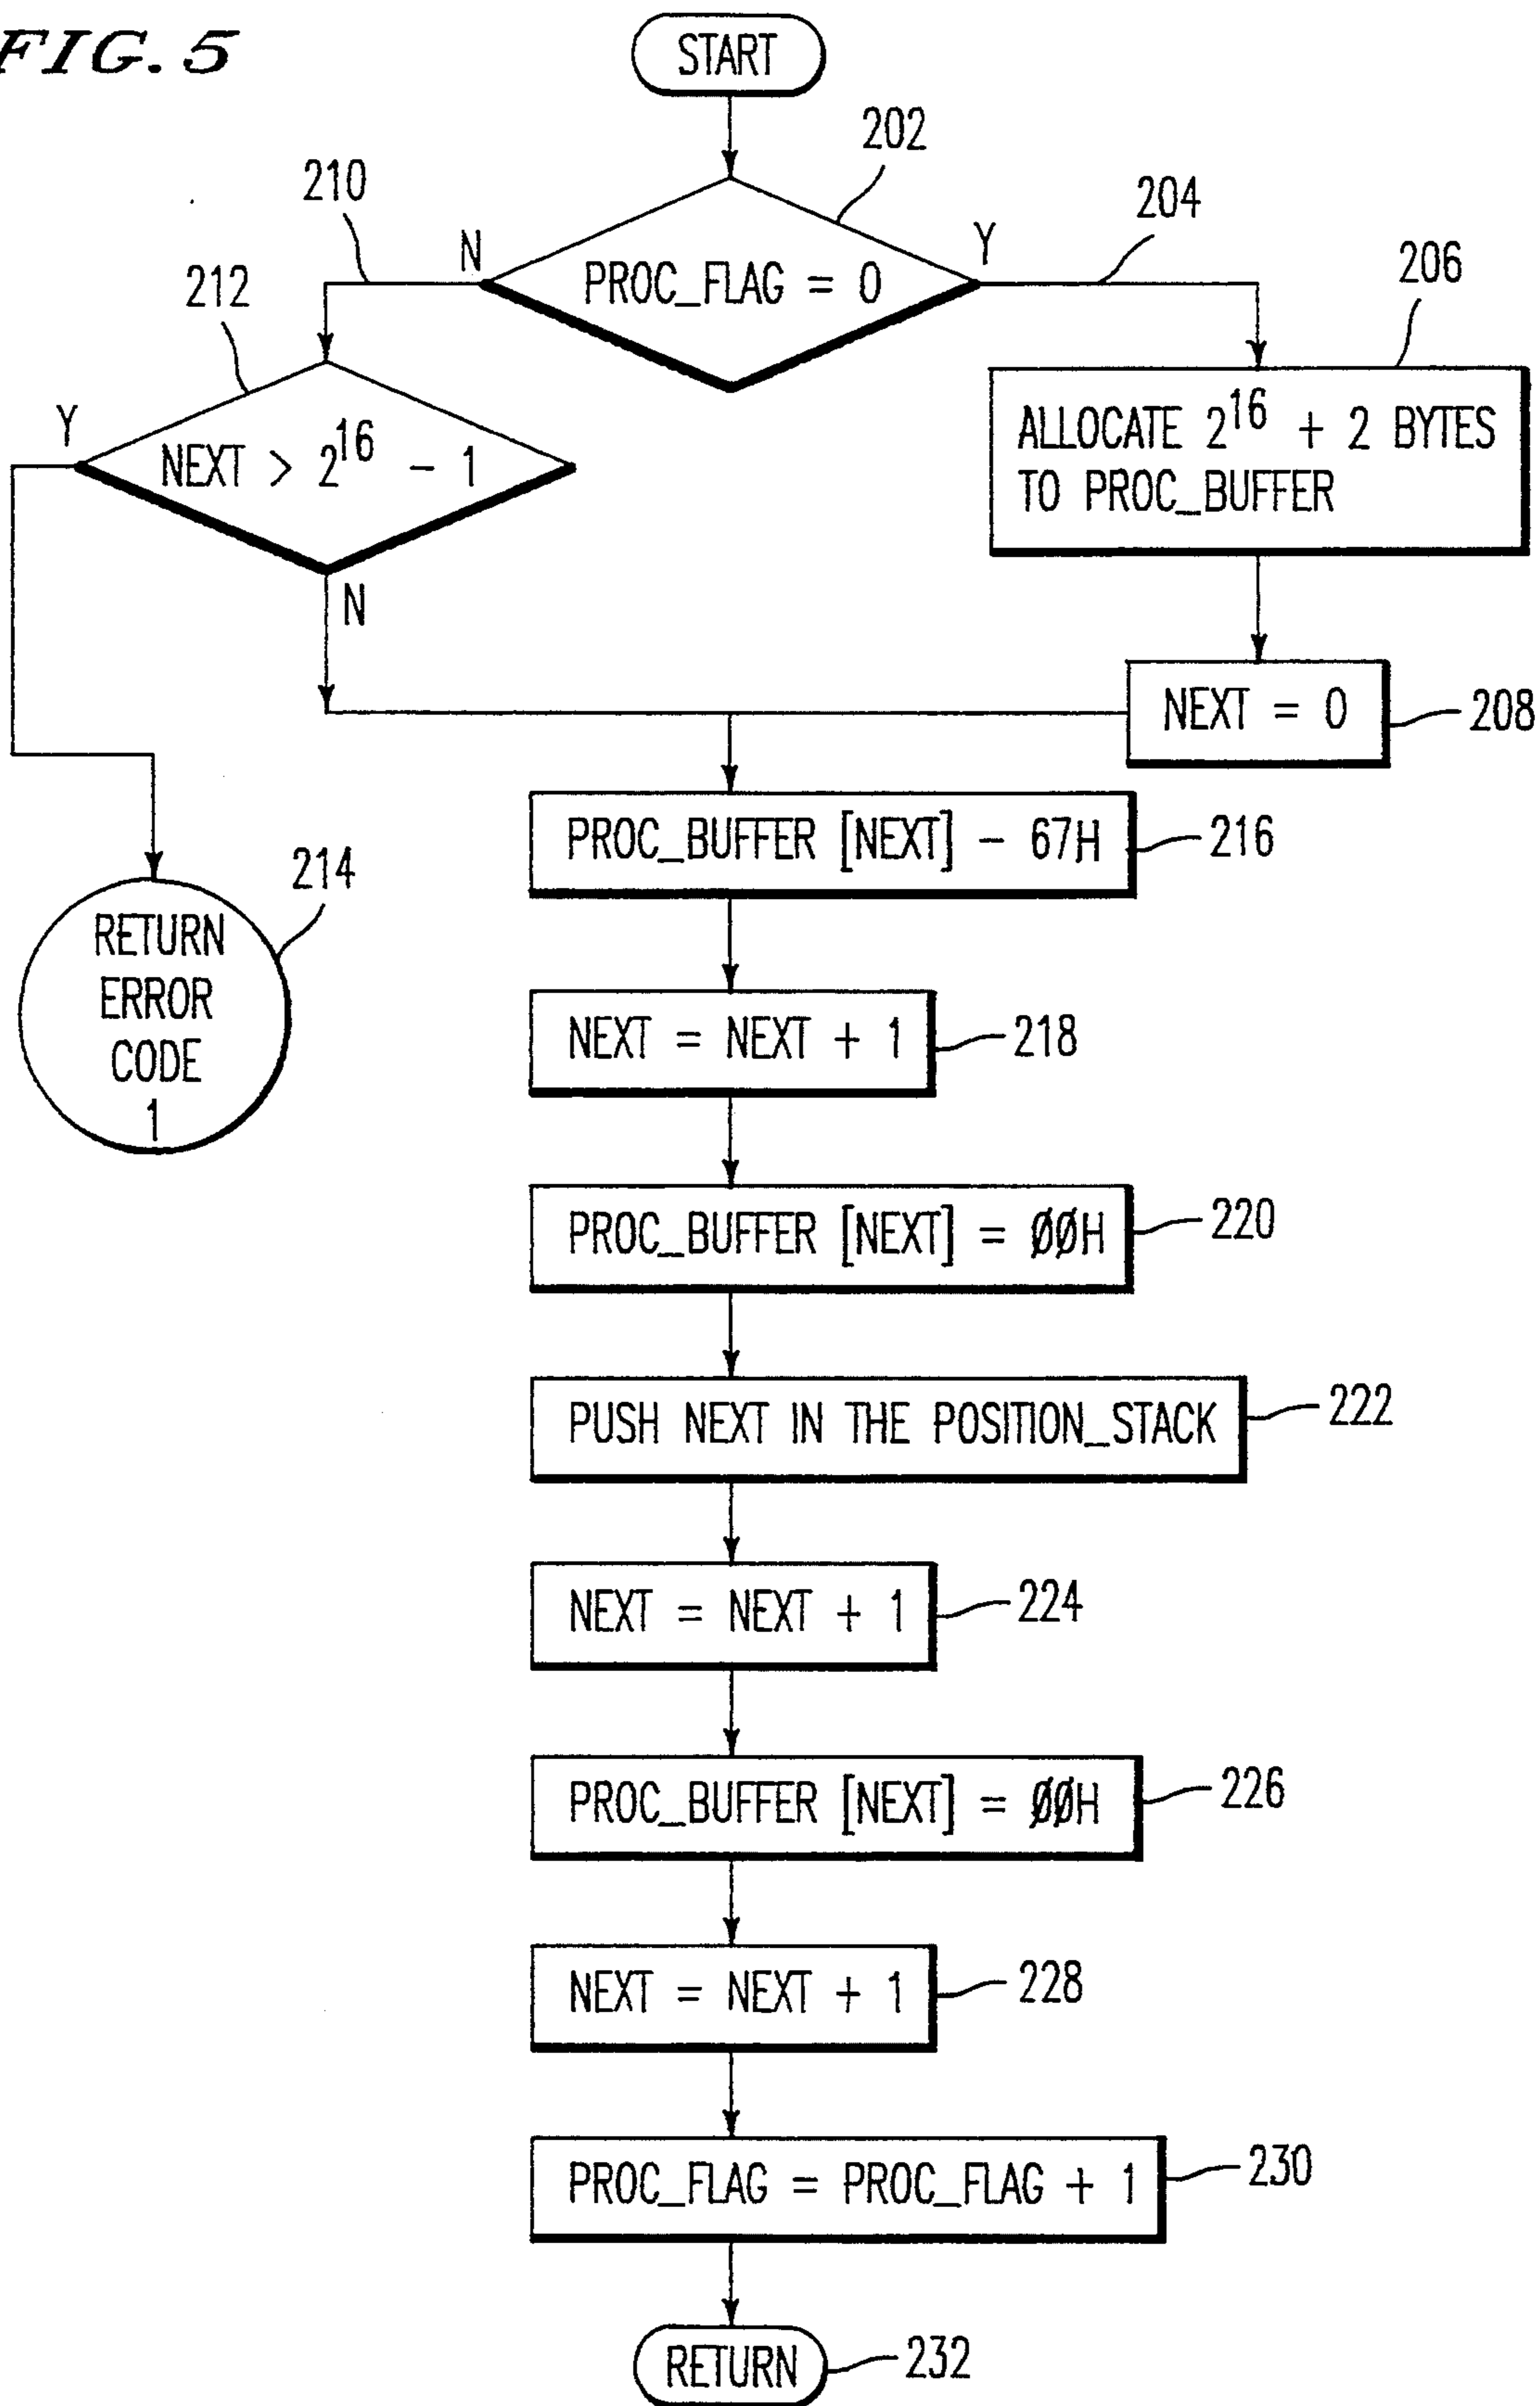 FIG. 5
START
202
210
N
Y
204
PROC_FLAG = 0
212
206
Y
NEXT > 2^16 - 1
ALLOCATE 2^16 + 2 BYTES
TO PROC_BUFFER
N
NEXT = 0
208
PROC_BUFFER [NEXT] - 67H
216
214
RETURN
ERROR
CODE
1
NEXT = NEXT + 1
218
PROC_BUFFER [NEXT] = ØØH
220
PUSH NEXT IN THE POSITION_STACK
222
NEXT = NEXT + 1
224
PROC_BUFFER [NEXT] = ØØH
226
NEXT = NEXT + 1
228
PROC_FLAG = PROC_FLAG + 1
230
RETURN
232